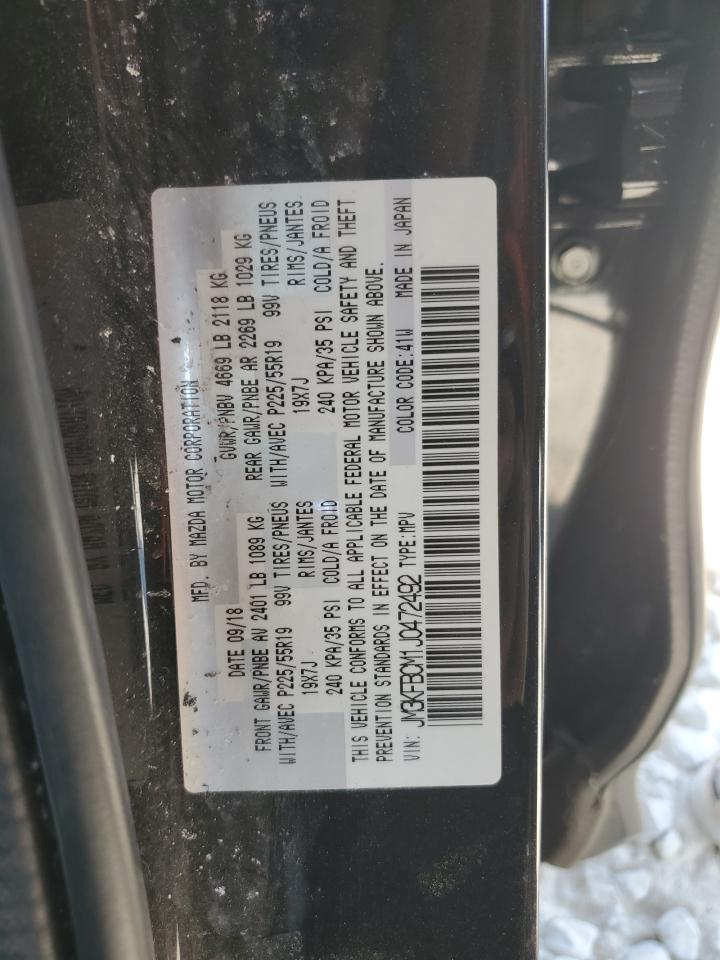 MFD. BY MAZDA MOTOR CORPORATION
DATE 09/18 GVWR/PNBV 4669 LB 2118 KG
FRONT GAWR/PNBE AV 2401 LB 1089 KG REAR GAWR/PNBE AR 2269 LB 1029 KG
WITH/AVEC P225/55R19 99V TIRES/PNEUS WITH/AVEC P225/55R19 99V TIRES/PNEUS
19X7J RIMS/JANTES 19X7J RIMS/JANTES
240 KPA/35 PSI COLD/A FROID 240 KPA/35 PSI COLD/A FROID
THIS VEHICLE CONFORMS TO ALL APPLICABLE FEDERAL MOTOR VEHICLE SAFETY AND THEFT
PREVENTION STANDARDS IN EFFECT ON THE DATE OF MANUFACTURE SHOWN ABOVE.
VIN: JM3KFBCM1J0472492 TYPE:MPV COLOR CODE:41W MADE IN JAPAN